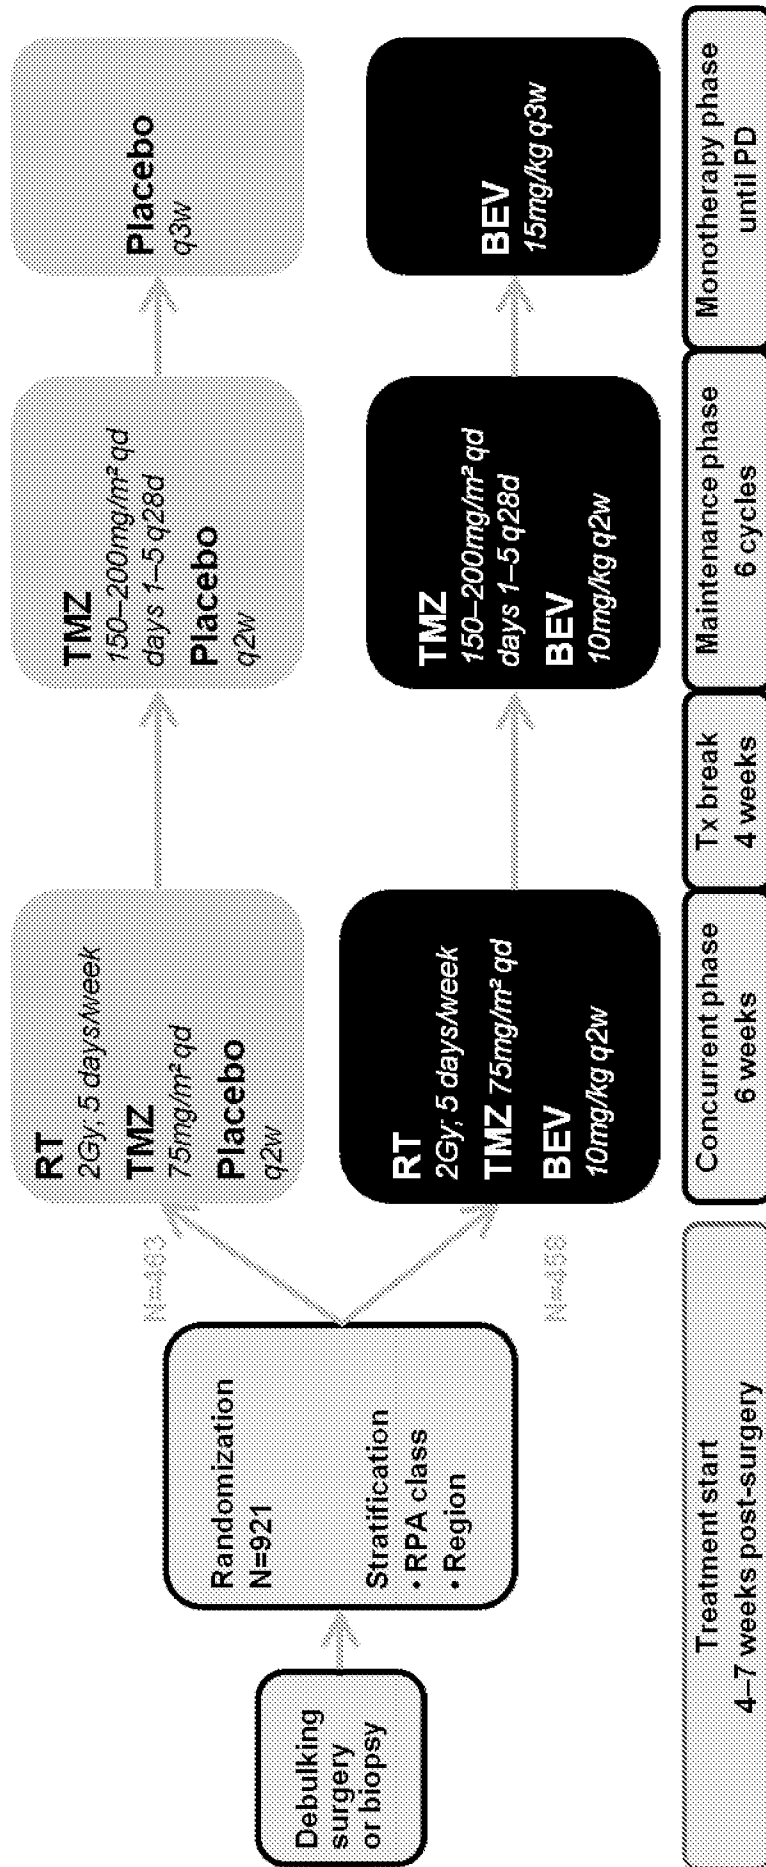 Debulking
surgery
or biopsy
Randomization
N=921
Stratification
• RPA class
• Region
N=463
RT
2Gy; 5 days/week
TMZ
75mg/m² qd
Placebo
q2w
TMZ
150–200mg/m² qd
days 1–5 q28d
Placebo
q2w
Placebo
q3w
N=458
RT
2Gy; 5 days/week
TMZ 75mg/m² qd
BEV
10mg/kg q2w
TMZ
150–200mg/m² qd
days 1–5 q28d
BEV
10mg/kg q2w
BEV
15mg/kg q3w
Treatment start
4–7 weeks post-surgery
Concurrent phase
6 weeks
Tx break
4 weeks
Maintenance phase
6 cycles
Monotherapy phase
until PD